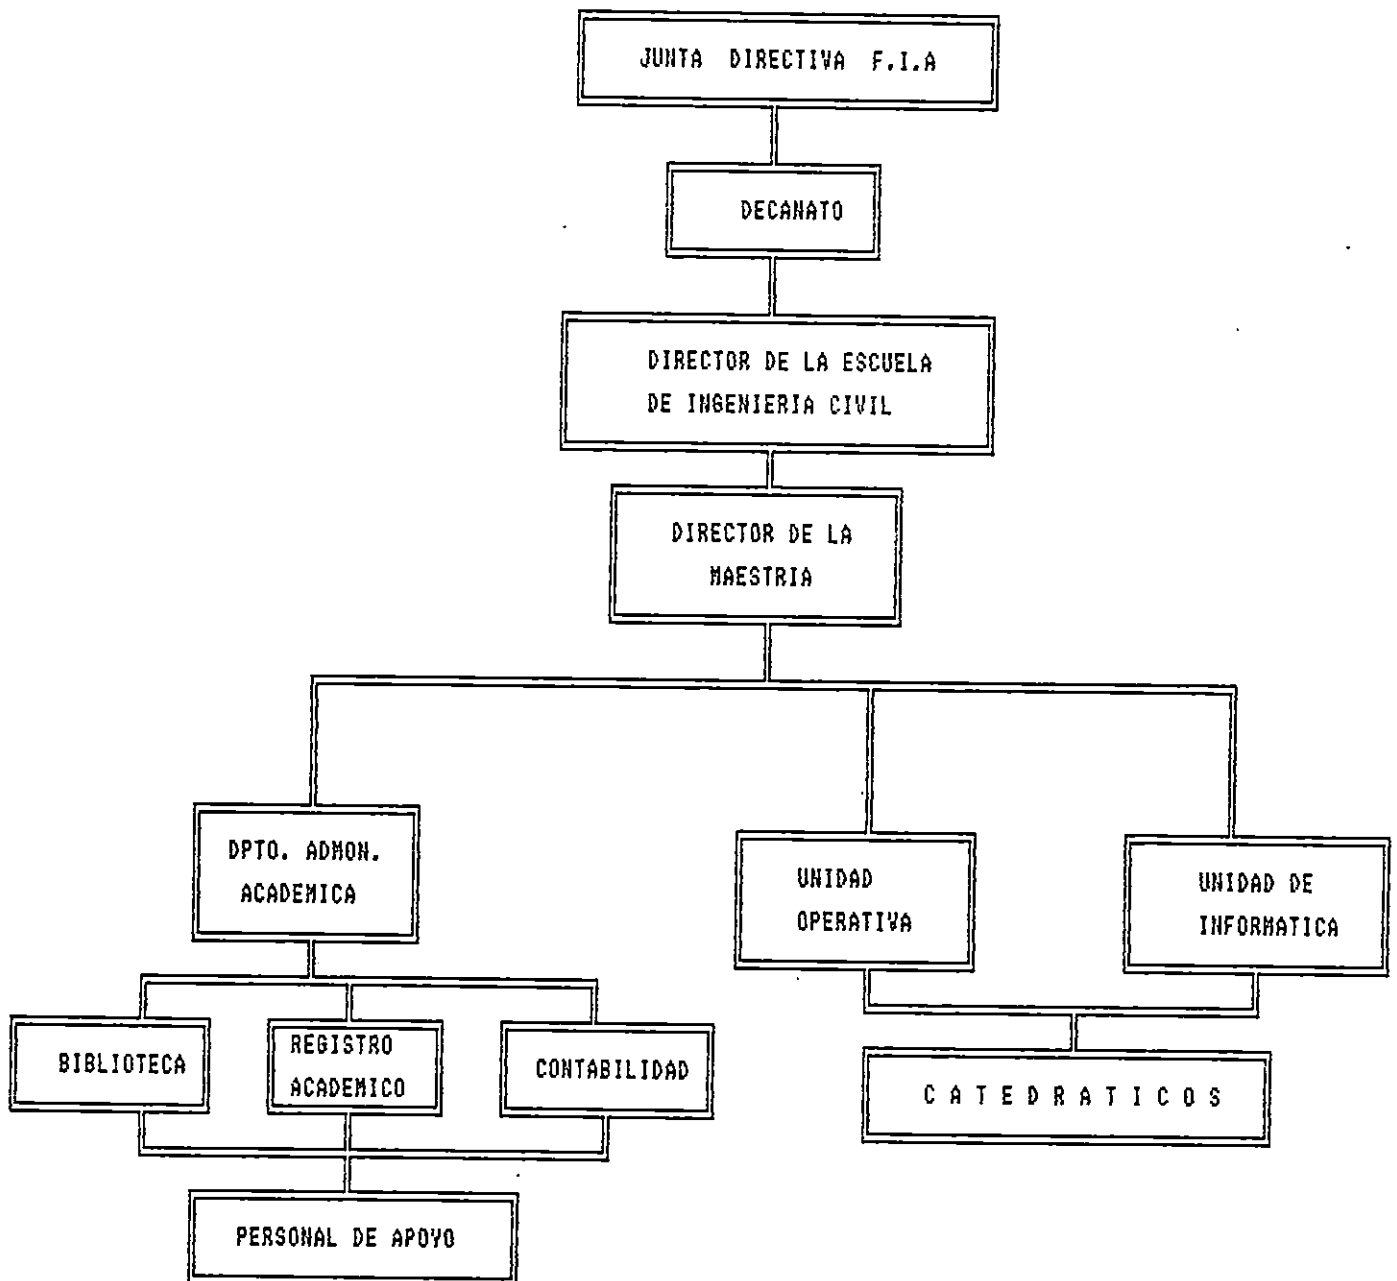 JUNTA DIRECTIVA F.I.A
DECANATO
DIRECTOR DE LA ESCUELA
DE INGENIERIA CIVIL
DIRECTOR DE LA
MAESTRIA
DPTO. ADMON.
ACADEMICA
UNIDAD
OPERATIVA
UNIDAD DE
INFORMATICA
BIBLIOTECA
REGISTRO
ACADEMICO
CONTABILIDAD
C A T E D R A T I C O S
PERSONAL DE APOYO